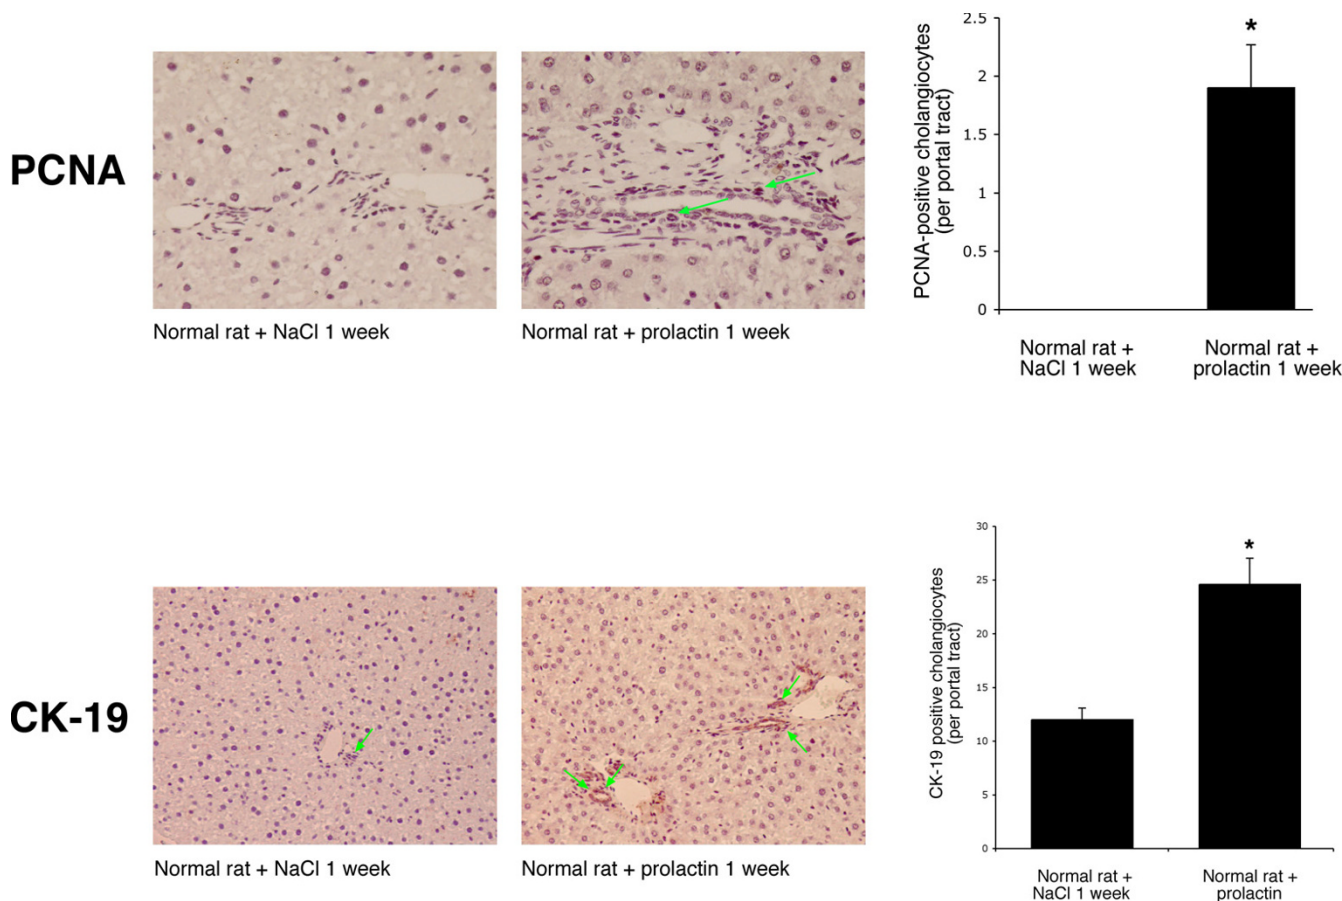 PCNA
Normal rat + NaCl 1 week
Normal rat + prolactin 1 week
PCNA-positive cholangiocytes
(per portal tract)
2.5
2
1.5
1
0.5
0
*
Normal rat +
NaCl 1 week
Normal rat +
prolactin 1 week
CK-19
Normal rat + NaCl 1 week
Normal rat + prolactin 1 week
CK-19 positive cholangiocytes
(per portal tract)
30
25
20
15
10
5
0
*
Normal rat +
NaCl 1 week
Normal rat +
prolactin